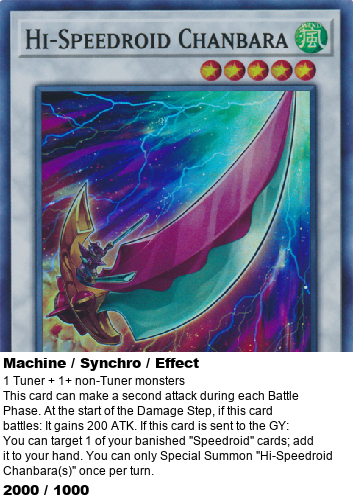 Hi-Speedroid Chanbara
WIND
風
Machine / Synchro / Effect
1 Tuner + 1+ non-Tuner monsters
This card can make a second attack during each Battle
Phase. At the start of the Damage Step, if this card
battles: It gains 200 ATK. If this card is sent to the GY:
You can target 1 of your banished "Speedroid" cards; add
it to your hand. You can only Special Summon "Hi-Speedroid
Chanbara(s)" once per turn.
2000 / 1000